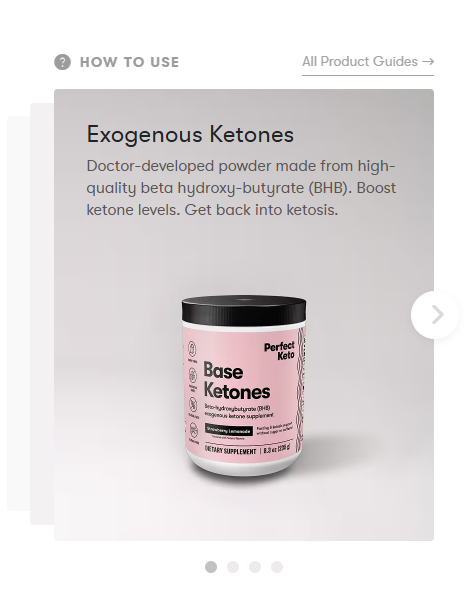 ? HOW TO USE
All Product Guides →
Exogenous Ketones
Doctor-developed powder made from high-
quality beta hydroxy-butyrate (BHB). Boost
ketone levels. Get back into ketosis.
Perfect
Keto
Base
Ketones
Beta-hydroxybutyrate (BHB)
exogenous ketone supplement
Strawberry Lemonade
DIETARY SUPPLEMENT | 8.3 oz